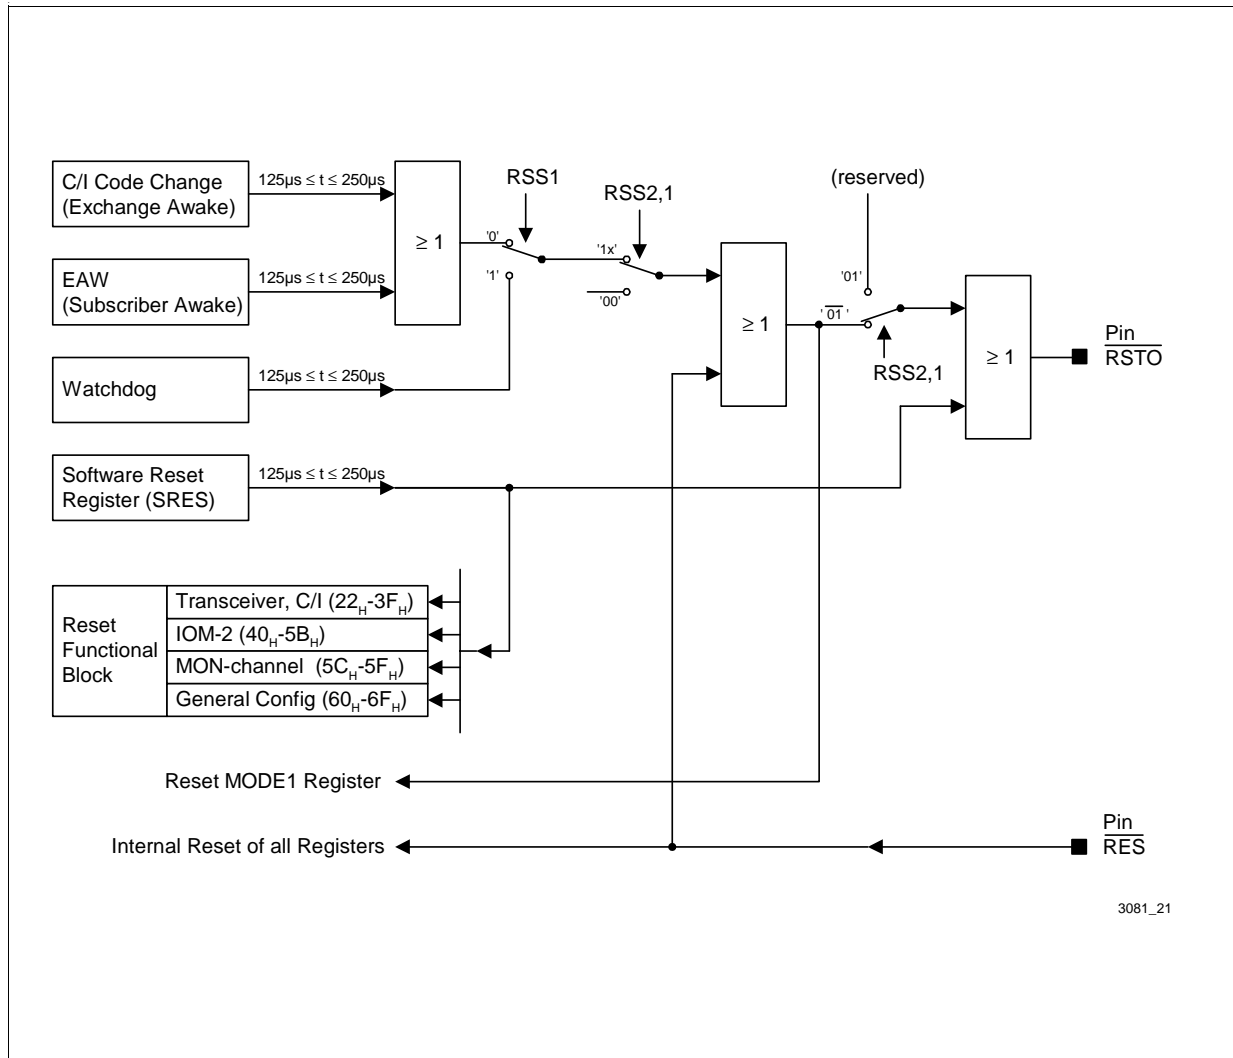 C/I Code Change
(Exchange Awake)
125µs ≤ t ≤ 250µs
≥ 1
RSS1
'0'
'1'
RSS2,1
'1x'
'00'
(reserved)
'01'
' 01 '
RSS2,1
EAW
(Subscriber Awake)
125µs ≤ t ≤ 250µs
≥ 1
≥ 1
Pin
RSTO
Watchdog
125µs ≤ t ≤ 250µs
Software Reset
Register (SRES)
125µs ≤ t ≤ 250µs
Reset
Functional
Block
Transceiver, C/I (22H-3FH)
IOM-2 (40H-5BH)
MON-channel (5CH-5FH)
General Config (60H-6FH)
Reset MODE1 Register
Internal Reset of all Registers
Pin
RES
3081_21